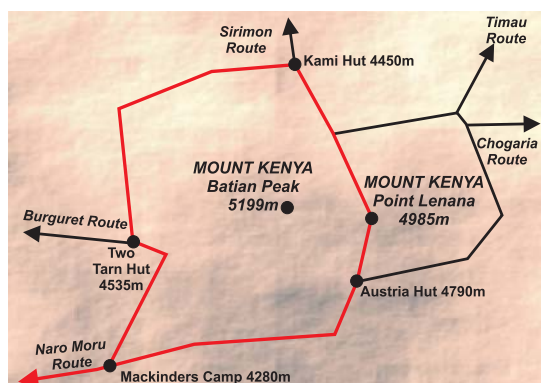 Sirimon
Route
Timau
Route
Kami Hut 4450m
Chogaria
Route
MOUNT KENYA
Batian Peak
5199m
MOUNT KENYA
Point Lenana
4985m
Burguret Route
Two
Tarn Hut
4535m
Austria Hut 4790m
Naro Moru
Route
Mackinders Camp 4280m